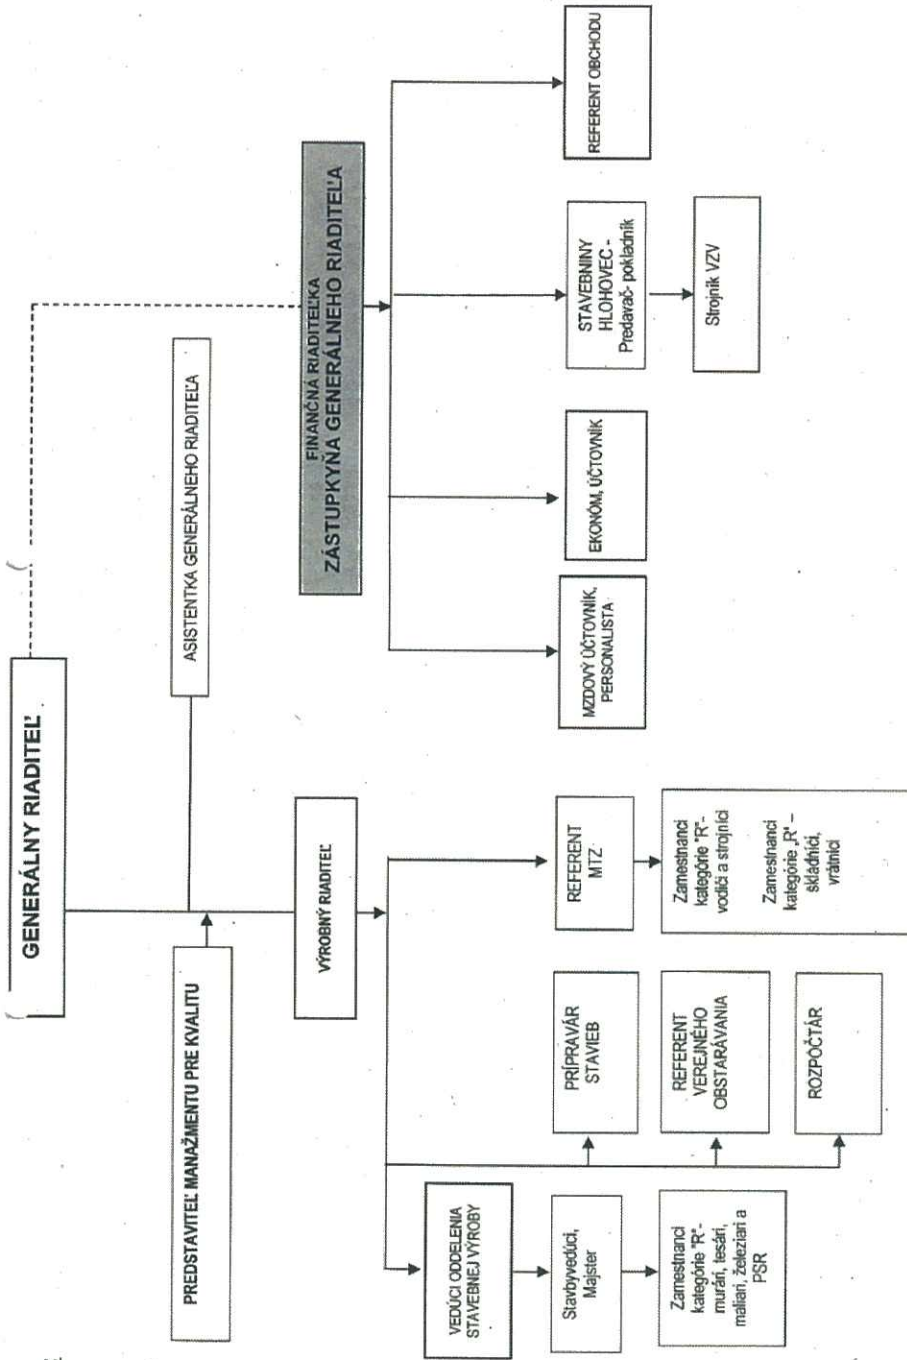 GENERÁLNY RIADITEĽ
PREDSTAVITEĽ MANAŽMENTU PRE KVALITU
ASISTENTKA GENERÁLNEHO RIADITEĽA
VÝROBNÝ RIADITEĽ
FINANČNÁ RIADITEĽKA
ZÁSTUPKYŇA GENERÁLNEHO RIADITEĽA
VEDÚCI ODDELENIA
STAVEBNEJ VÝROBY
Stavbyvedúci,
Majster
Zamestnanci
kategórie "R"-
murári, tesári,
maliari, železiari a
PSR
PRÍPRAVÁR
STAVIEB
REFERENT
VEREJNÉHO
OBSTARÁVANIA
ROZPOČTÁR
REFERENT
MTZ
Zamestnanci
kategórie "R"-
vodiči a strojníci
Zamestnanci
kategórie „R" –
skladníci,
vrátnici
MZDOVÝ ÚČTOVNÍK,
PERSONALISTA
EKONÓM, ÚČTOVNÍK
STAVEBNINY
HLOHOVEC -
Predavač- pokladník
Strojník VZV
REFERENT OBCHODU